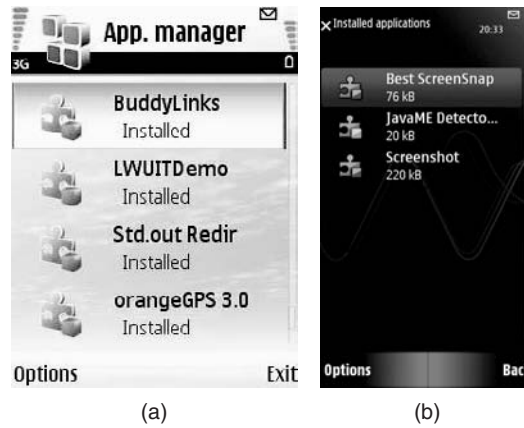 App. manager
3G
BuddyLinks
Installed
LWUITDemo
Installed
Std.out Redir
Installed
orangeGPS 3.0
Installed
Options Exit
(a)
Installed applications
20:33
Best ScreenSnap
76 kB
JavaME Detecto...
20 kB
Screenshot
220 kB
Options Bac
(b)